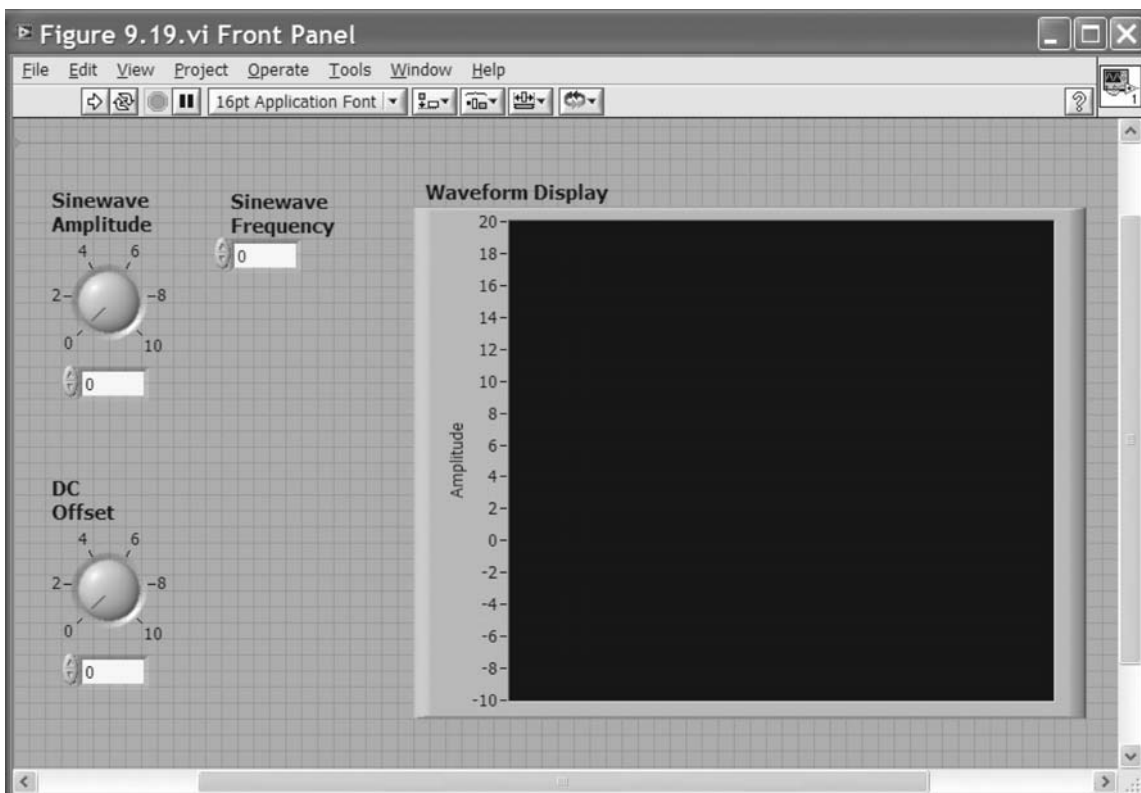 Figure 9.19.vi Front Panel
File Edit View Project Operate Tools Window Help
16pt Application Font
?
1
Sinewave
Amplitude
4 6
2 8
0 10
0
Sinewave
Frequency
0
DC
Offset
4 6
2 8
0 10
0
Waveform Display
Amplitude
20
18
16
14
12
10
8
6
4
2
0
-2
-4
-6
-8
-10